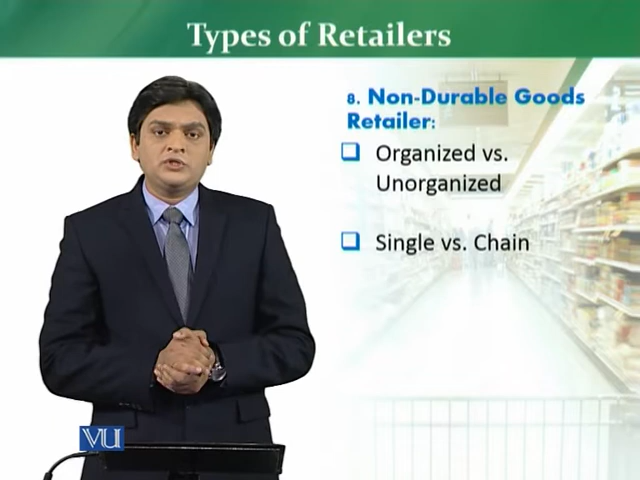 Types of Retailers
8. Non-Durable Goods
Retailer:
Organized vs.
Unorganized
Single vs. Chain
VU